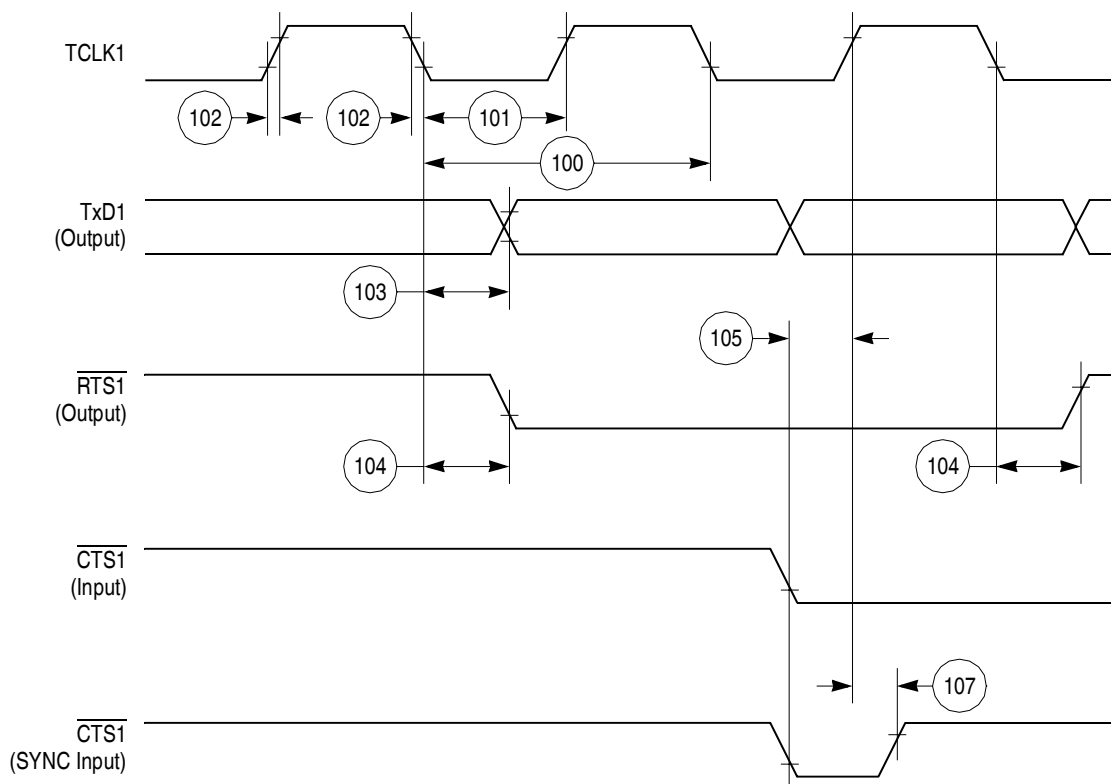 TCLK1
102
102
101
100
TxD1
(Output)
103
105
RTS1
(Output)
104
104
CTS1
(Input)
107
CTS1
(SYNC Input)